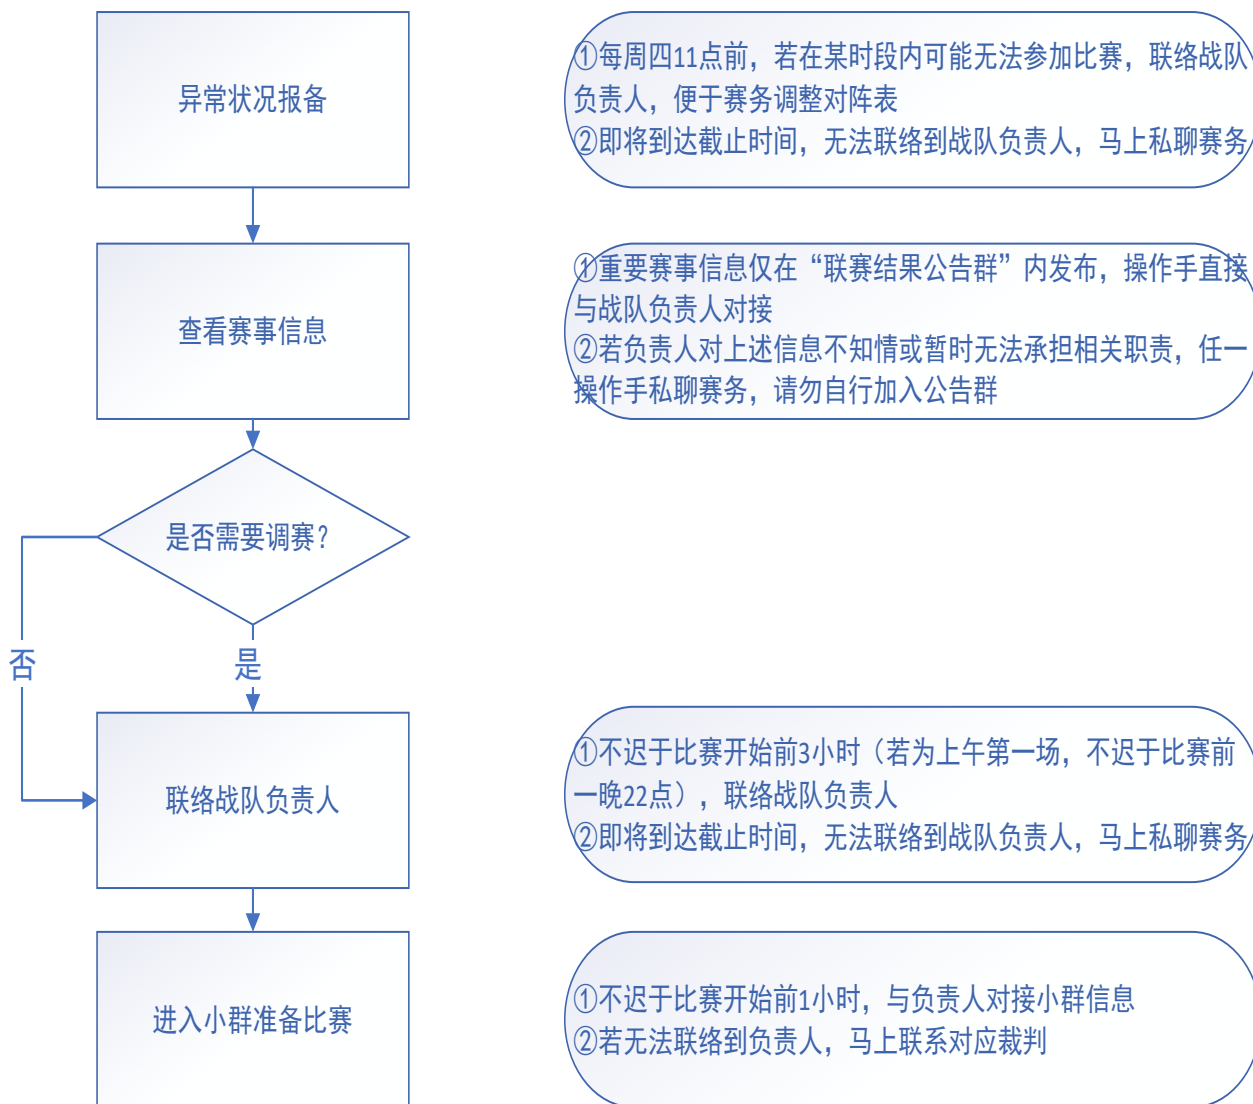 异常状况报备
①每周四11点前，若在某时段内可能无法参加比赛，联络战队
负责人，便于赛务调整对阵表
②即将到达截止时间，无法联络到战队负责人，马上私聊赛务
查看赛事信息
①重要赛事信息仅在“联赛结果公告群”内发布，操作手直接
与战队负责人对接
②若负责人对上述信息不知情或暂时无法承担相关职责，任一
操作手私聊赛务，请勿自行加入公告群
是否需要调赛？
否
是
联络战队负责人
①不迟于比赛开始前3小时（若为上午第一场，不迟于比赛前
一晚22点），联络战队负责人
②即将到达截止时间，无法联络到战队负责人，马上私聊赛务
进入小群准备比赛
①不迟于比赛开始前1小时，与负责人对接小群信息
②若无法联络到负责人，马上联系对应裁判